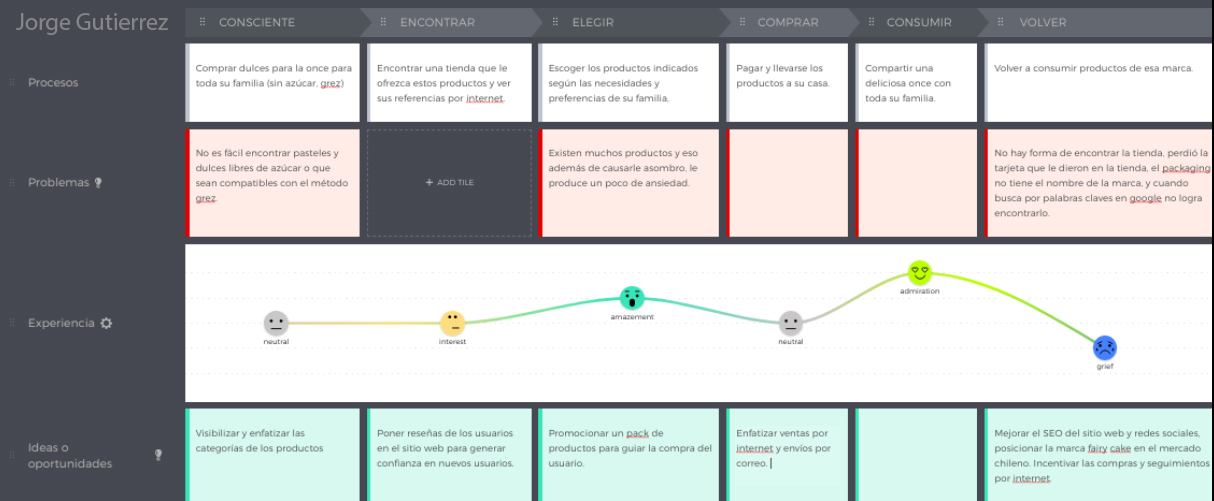 Jorge Gutierrez
CONSCIENTE
ENCONTRAR
ELEGIR
COMPRAR
CONSUMIR
VOLVER
Procesos
Comprar dulces para la once para
toda su familia (sin azúcar, grez)
Encontrar una tienda que le
ofrezca estos productos y ver
sus referencias por internet.
Escoger los productos indicados
según las necesidades y
preferencias de su familia,
Pagar y llevarse los
productos a su casa.
Compartir una
deliciosa once con
toda su familia.
Volver a consumir productos de esa marca.
Problemas
No es fácil encontrar pasteles y
dulces libres de azúcar o que
sean compatibles con el método
grez.
+ ADD TILE
Existen muchos productos y eso
además de causarle asombro, le
produce un poco de ansiedad.
No hay forma de encontrar la tienda, perdió la
tarjeta que le dieron en la tienda, el packaging
no tiene el nombre de la marca, y cuando
busca por palabras claves en google no logra
encontrarlo.
Experiencia
neutral
interest
amazement
neutral
admiration
grief
Ideas o
oportunidades
Visibilizar y enfatizar las
categorías de los productos
Poner reseñas de los usuarios
en el sitio web para generar
confianza en nuevos usuarios.
Promocionar un pack de
productos para guiar la compra del
usuario.
Enfatizar ventas por
internet y envíos por
correo.
Mejorar el SEO del sitio web y redes sociales,
posicionar la marca fairy cake en el mercado
chileno. Incentivar las compras y seguimientos
por internet.